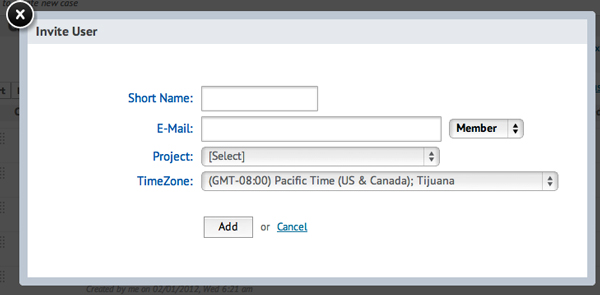 new case
Invite User
Short Name:
E-Mail: Member
Project: [Select]
TimeZone: (GMT-08:00) Pacific Time (US & Canada); Tijuana
Add or Cancel
Created by me on 02/01/2012, Wed 6:21 am